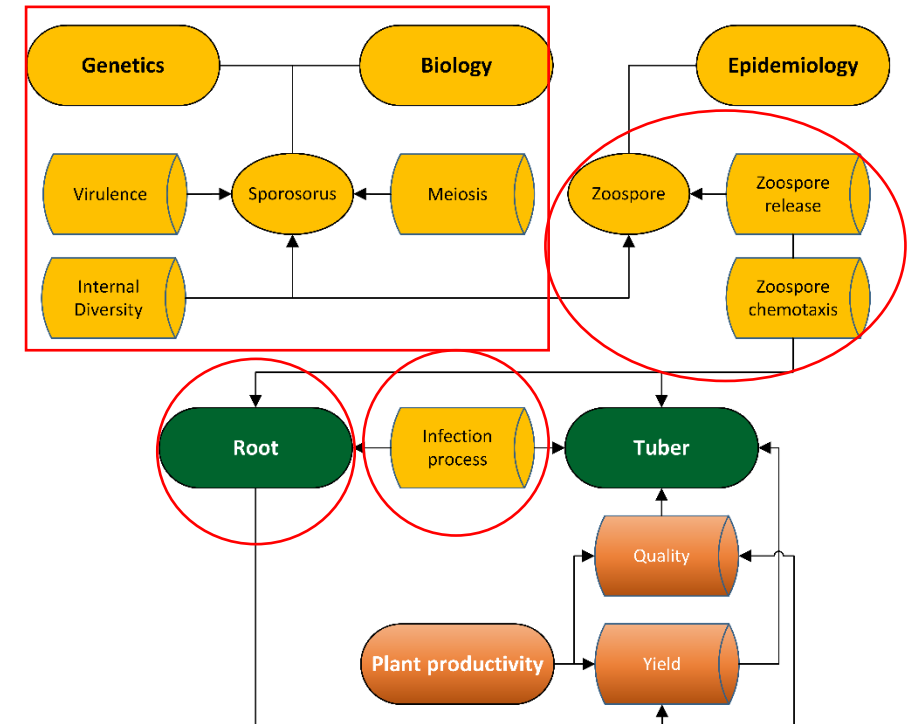 Genetics
Biology
Epidemiology
Virulence
Sporosorus
Meiosis
Zoospore
Zoospore
release
Internal
Diversity
Zoospore
chemotaxis
Root
Infection
process
Tuber
Quality
Plant productivity
Yield